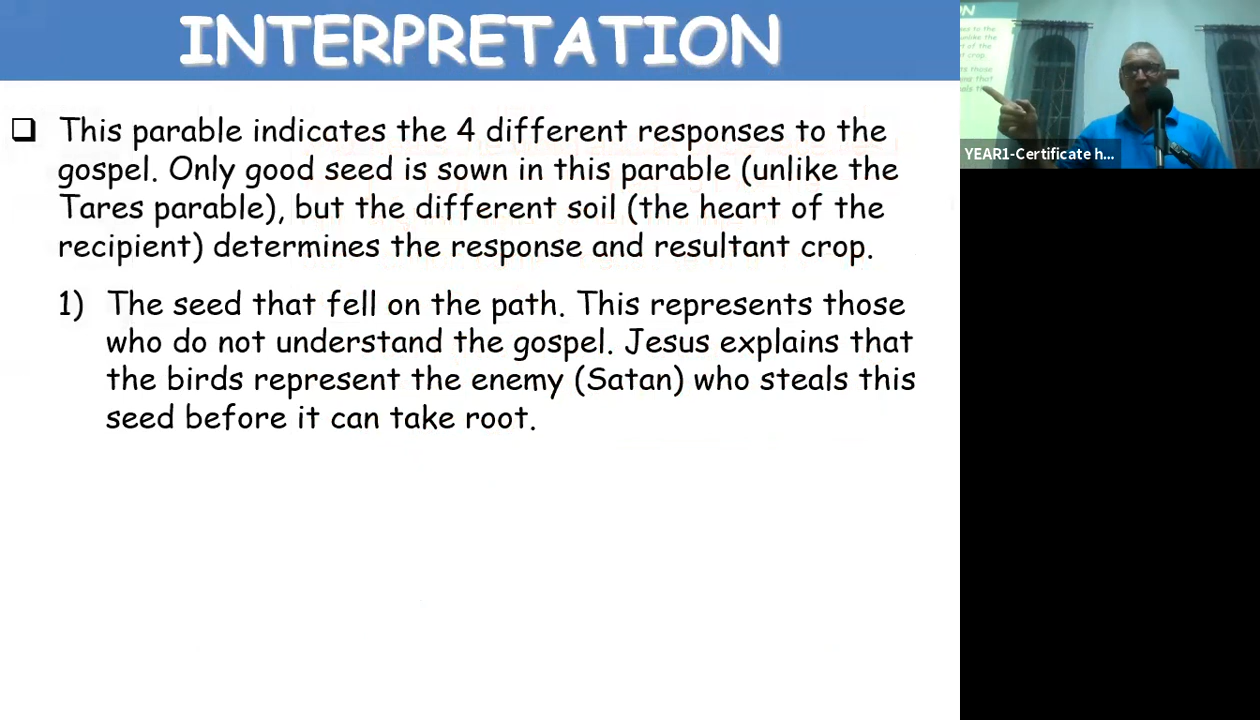 INTERPRETATION
❑ This parable indicates the 4 different responses to the
gospel. Only good seed is sown in this parable (unlike the
Tares parable), but the different soil (the heart of the
recipient) determines the response and resultant crop.
1) The seed that fell on the path. This represents those
who do not understand the gospel. Jesus explains that
the birds represent the enemy (Satan) who steals this
seed before it can take root.
YEAR1-Certificate h...